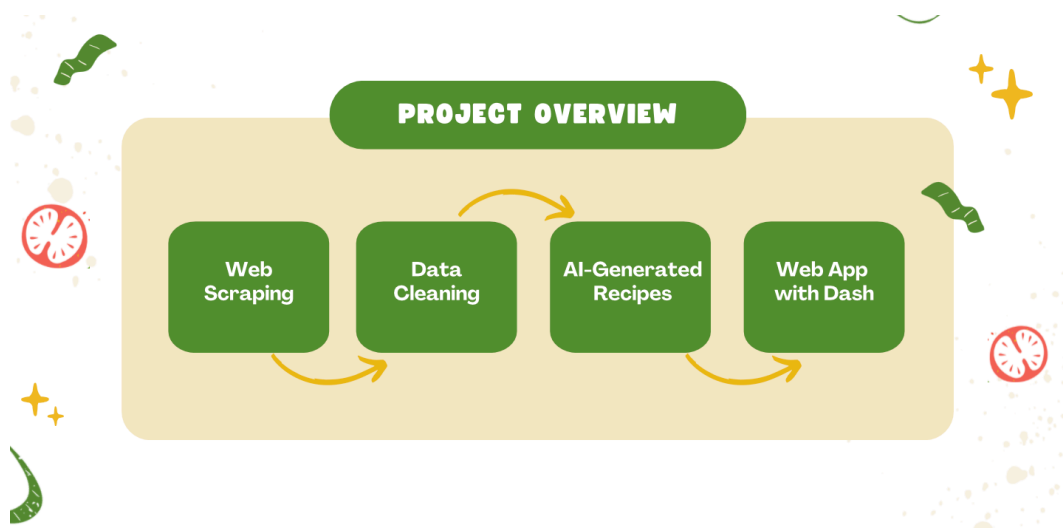 PROJECT OVERVIEW
Web
Scraping
Data
Cleaning
AI-Generated
Recipes
Web App
with Dash